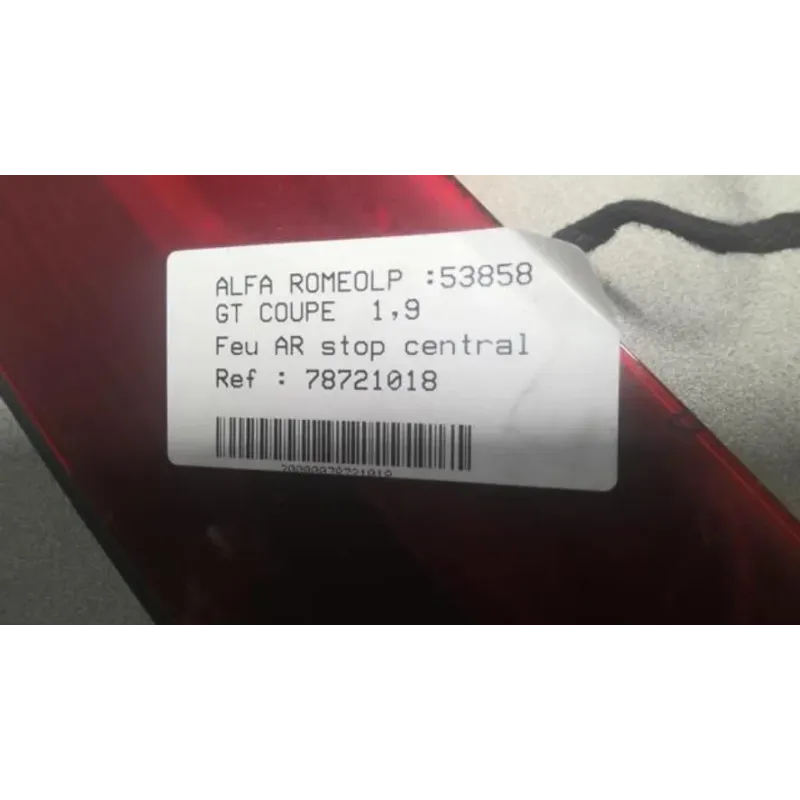 ALFA ROMEOLP :53858
GT COUPE 1,9
Feu AR stop central
Ref : 78721018